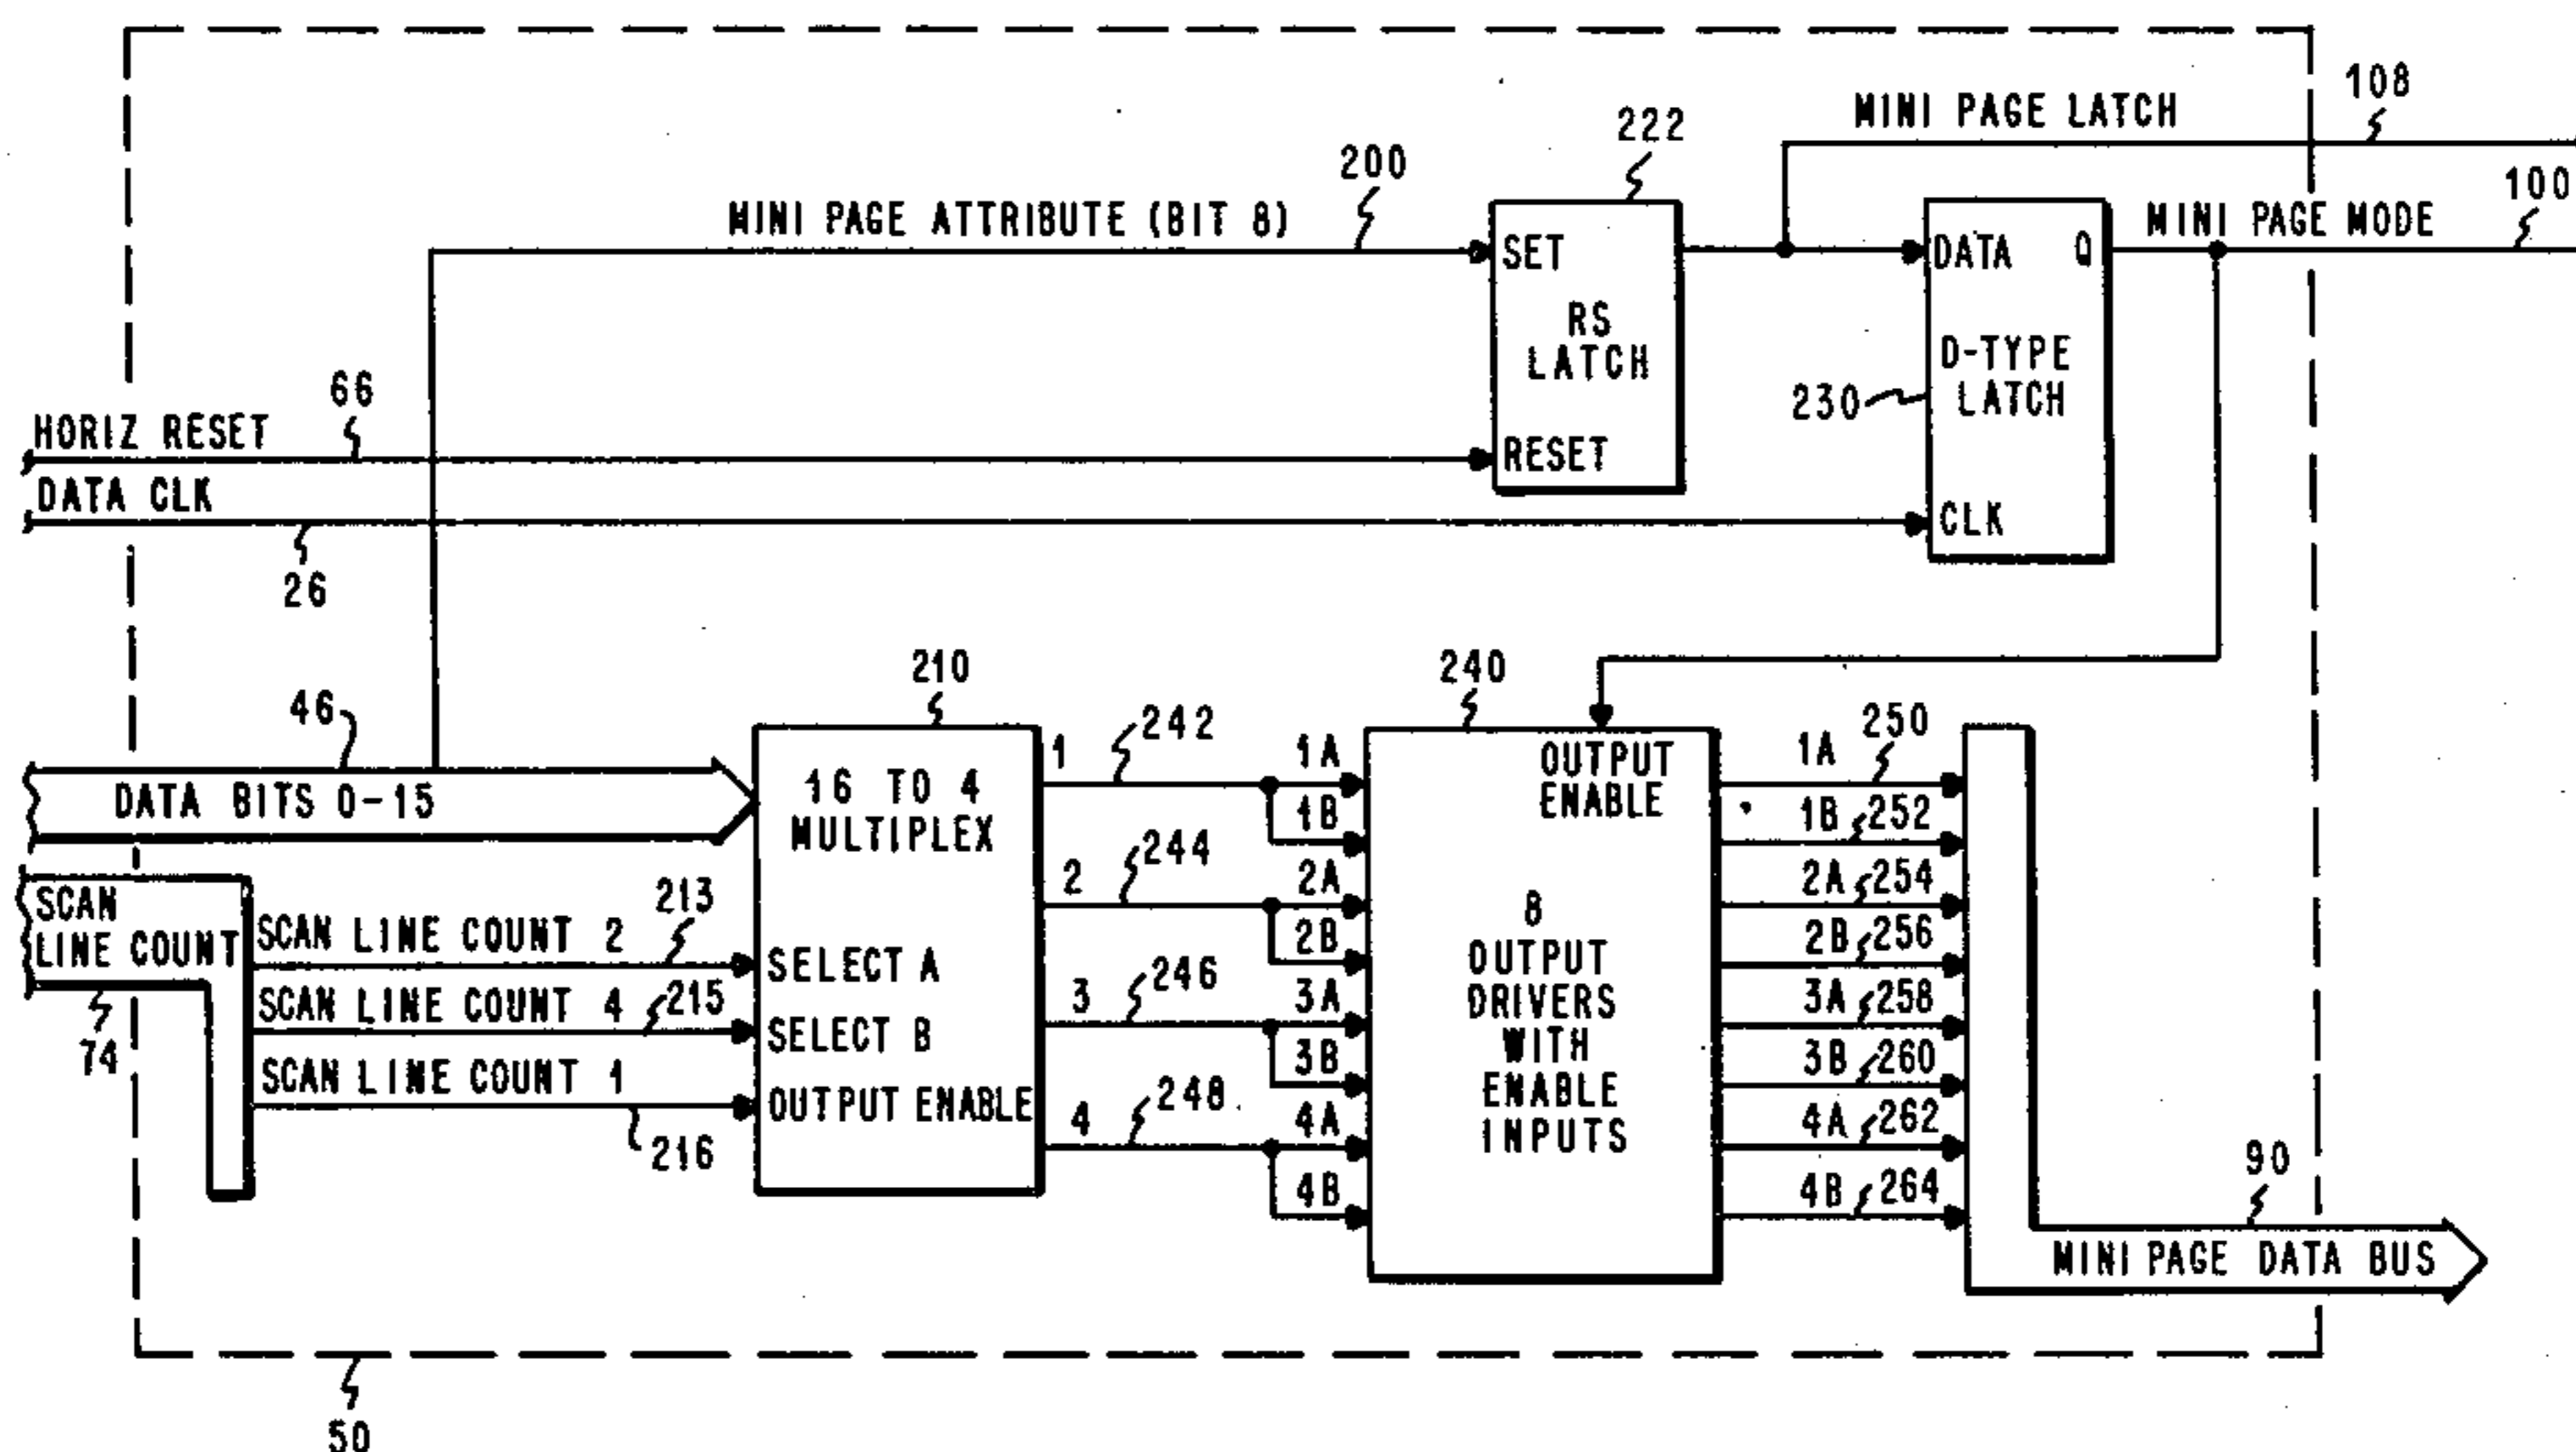 108
MINI PAGE LATCH
222
200
100
MINI PAGE ATTRIBUTE (BIT 8)
MINI PAGE MODE
SET
DATA Q
RS
LATCH
D-TYPE
LATCH
230
66
HORIZ RESET
RESET
DATA CLK
CLK
26
210
240
46
242
1
1A
OUTPUT
ENABLE
1A
250
DATA BITS 0-15
16 TO 4
MULTIPLEX
1B
1B
252
244
2
2A
2A
254
SCAN
LINE COUNT
SCAN LINE COUNT 2
213
2B
8
OUTPUT
DRIVERS
WITH
ENABLE
INPUTS
2B
256
SELECT A
246
3
3A
3A
258
SCAN LINE COUNT 4
215
SELECT B
3B
3B
260
74
SCAN LINE COUNT 1
OUTPUT ENABLE
248
4
4A
4A
262
216
4B
4B
264
90
MINI PAGE DATA BUS
50